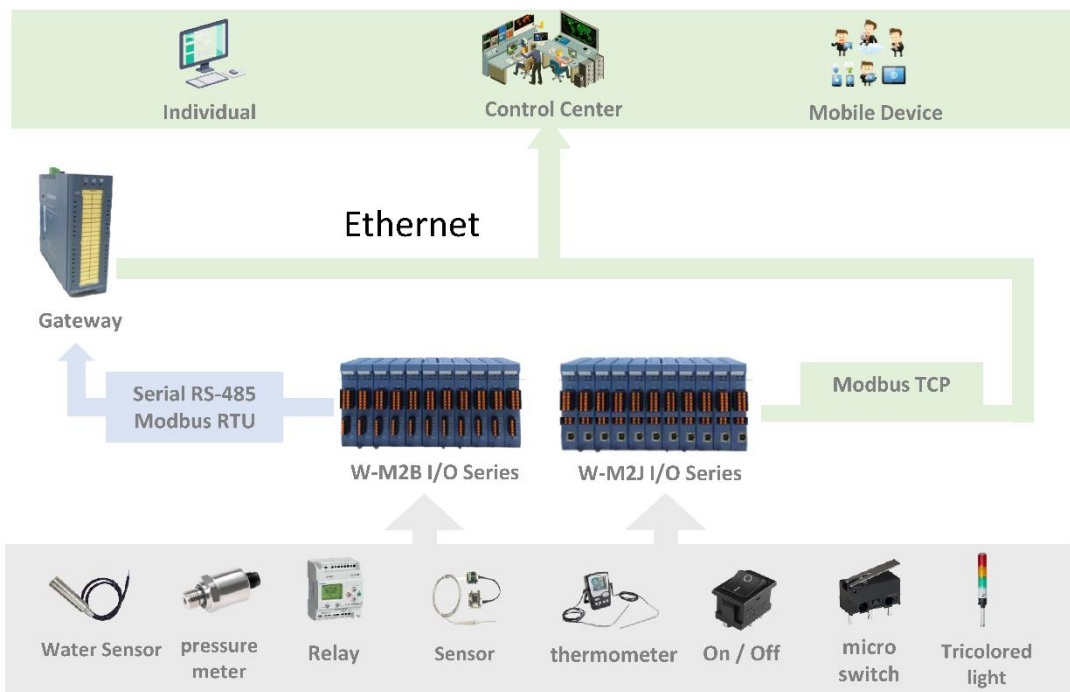 Individual
Control Center
Mobile Device
Ethernet
Gateway
Serial RS-485
Modbus RTU
Modbus TCP
W-M2B I/O Series
W-M2J I/O Series
Water Sensor
pressure
meter
Relay
Sensor
thermometer
On / Off
micro
switch
Tricolored
light